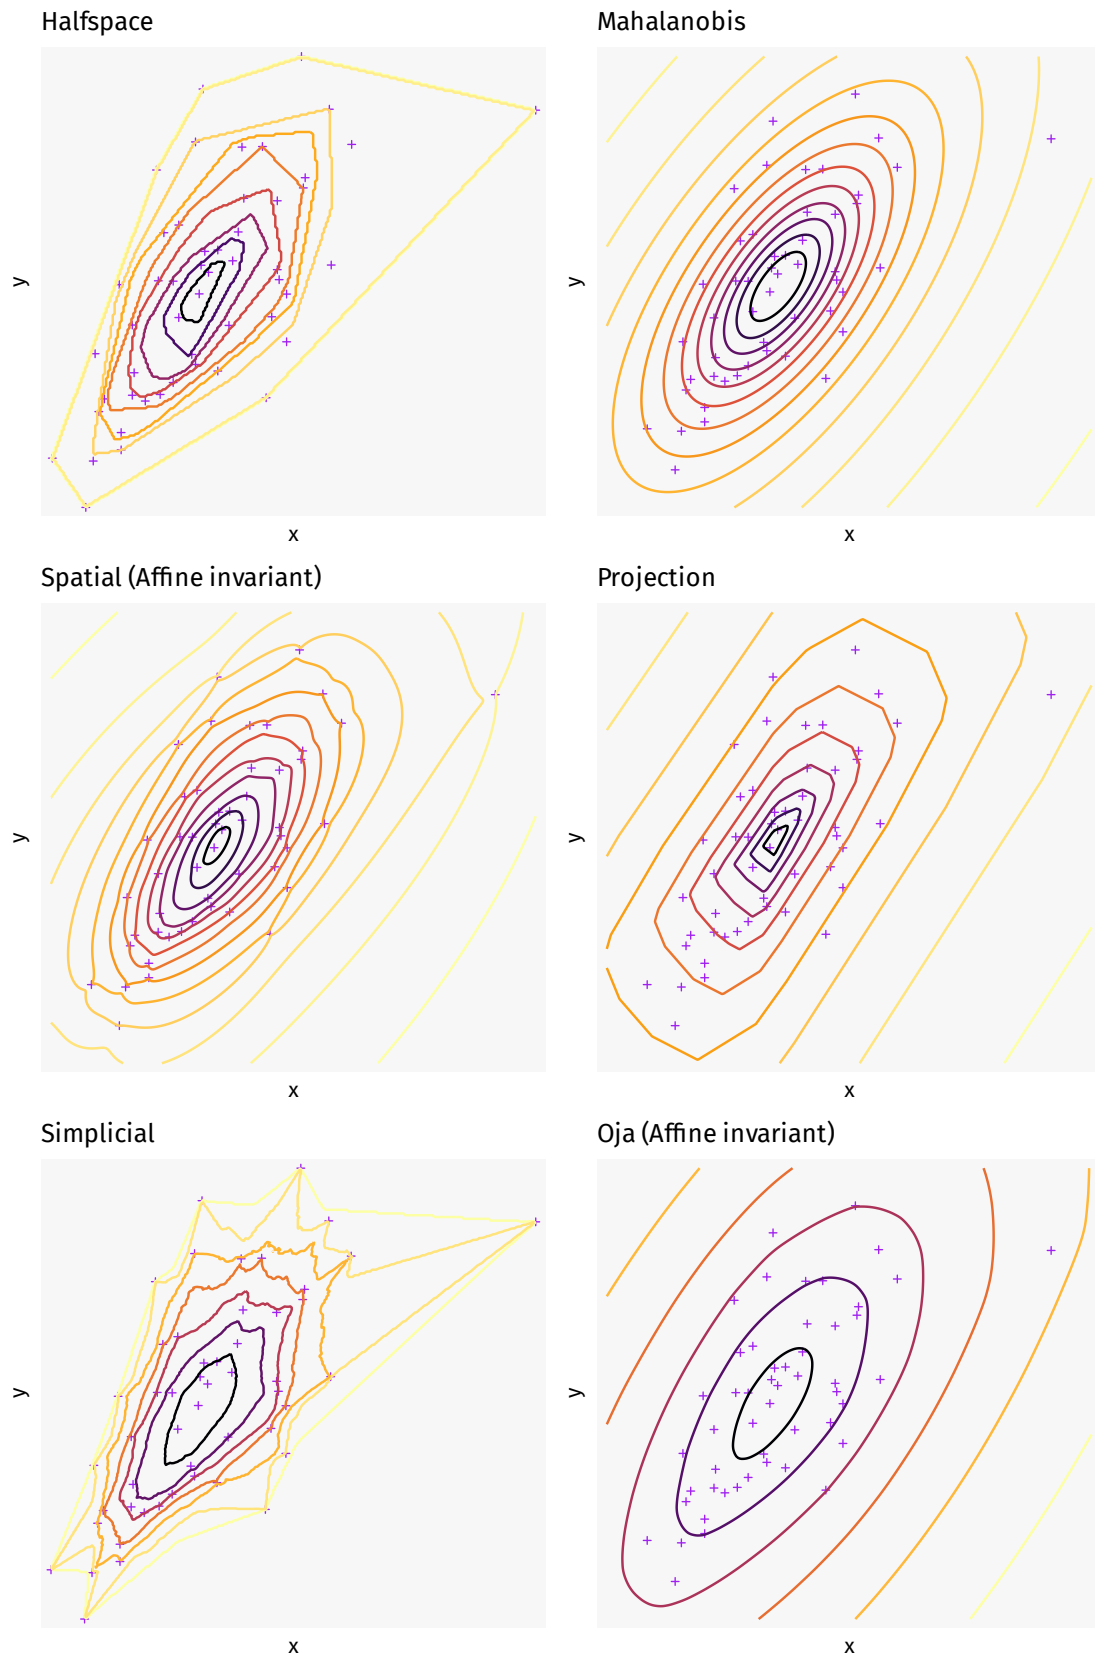 Halfspace
Mahalanobis
y
y
x
x
Spatial (Affine invariant)
Projection
y
y
x
x
Simplicial
Oja (Affine invariant)
y
y
x
x